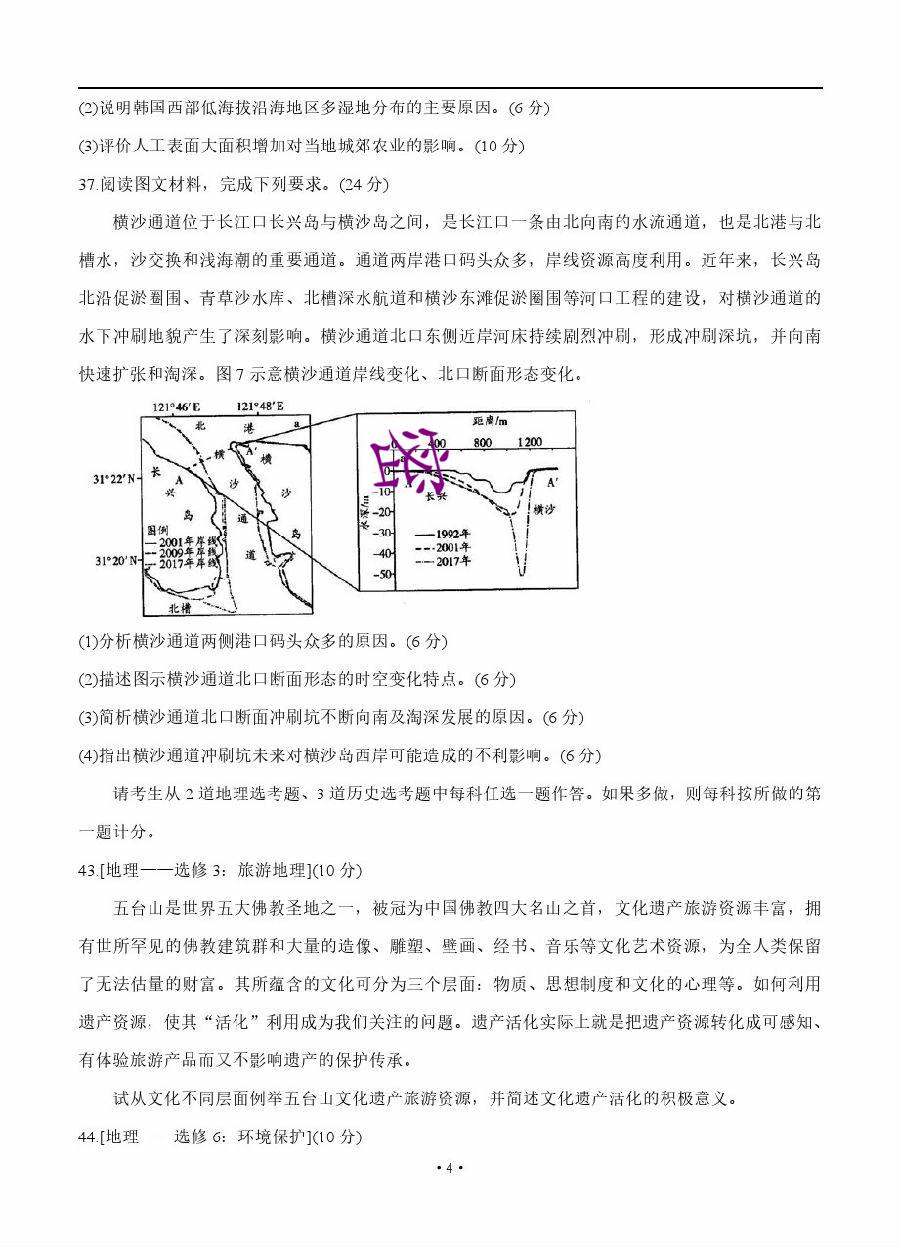 (2)说明韩国西部低海拔沿海地区多湿地分布的主要原因。(6 分)
(3)评价人工表面大面积增加对当地城郊农业的影响。(10 分)
37.阅读图文材料，完成下列要求。(24 分)
横沙通道位于长江口长兴岛与横沙岛之间，是长江口一条由北向南的水流通道，也是北港与北
槽水，沙交换和浅海潮的重要通道。通道两岸港口码头众多，岸线资源高度利用。近年来，长兴岛
北沿促淤圈围、青草沙水库、北槽深水航道和横沙东滩促淤圈围等河口工程的建设，对横沙通道的
水下冲刷地貌产生了深刻影响。横沙通道北口东侧近岸河床持续剧烈冲刷，形成冲刷深坑，并向南
快速扩张和淘深。图 7 示意横沙通道岸线变化、北口断面形态变化。
121°46′E 121°48′E
北 港 a
横 A′ 横
31°22′N
长 A 沙 沙
兴
岛 通 岛
道
图例
2001年岸线
2009年岸线
2017年岸线
31°20′N
北槽
距离/m
0 400 800 1200
a
0
-10
-20
-30
-40
-50
水深/m
长兴
A′
横沙
1992年
2001年
2017年
(1)分析横沙通道两侧港口码头众多的原因。(6 分)
(2)描述图示横沙通道北口断面形态的时空变化特点。(6 分)
(3)简析横沙通道北口断面冲刷坑不断向南及淘深发展的原因。(6 分)
(4)指出横沙通道冲刷坑未来对横沙岛西岸可能造成的不利影响。(6 分)
请考生从 2 道地理选考题、3 道历史选考题中每科任选一题作答。如果多做，则每科按所做的第
一题计分。
43.[地理——选修 3：旅游地理](10 分)
五台山是世界五大佛教圣地之一，被冠为中国佛教四大名山之首，文化遗产旅游资源丰富，拥
有世所罕见的佛教建筑群和大量的造像、雕塑、壁画、经书、音乐等文化艺术资源，为全人类保留
了无法估量的财富。其所蕴含的文化可分为三个层面：物质、思想制度和文化的心理等。如何利用
遗产资源，使其“活化”利用成为我们关注的问题。遗产活化实际上就是把遗产资源转化成可感知、
有体验旅游产品而又不影响遗产的保护传承。
试从文化不同层面例举五台山文化遗产旅游资源，并简述文化遗产活化的积极意义。
44.[地理 选修 6：环境保护](10 分)
·4·